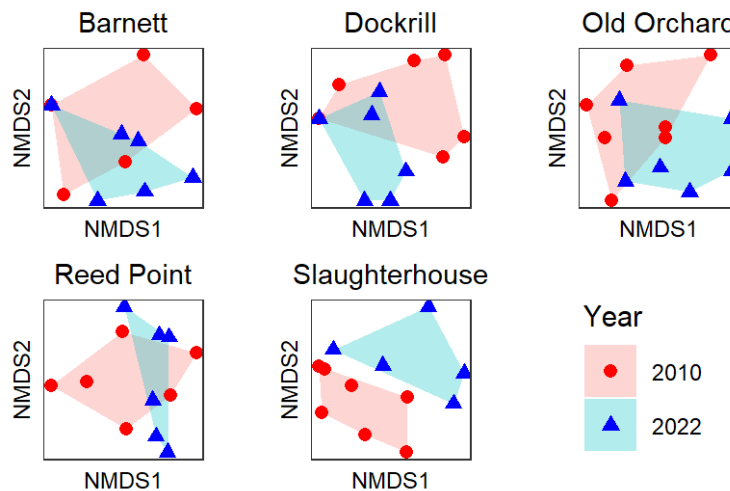 Barnett
Dockrill
Old Orchard
NMDS2
NMDS2
NMDS2
NMDS1
NMDS1
NMDS1
Reed Point
Slaughterhouse
NMDS2
NMDS2
NMDS1
NMDS1
Year
2010
2022